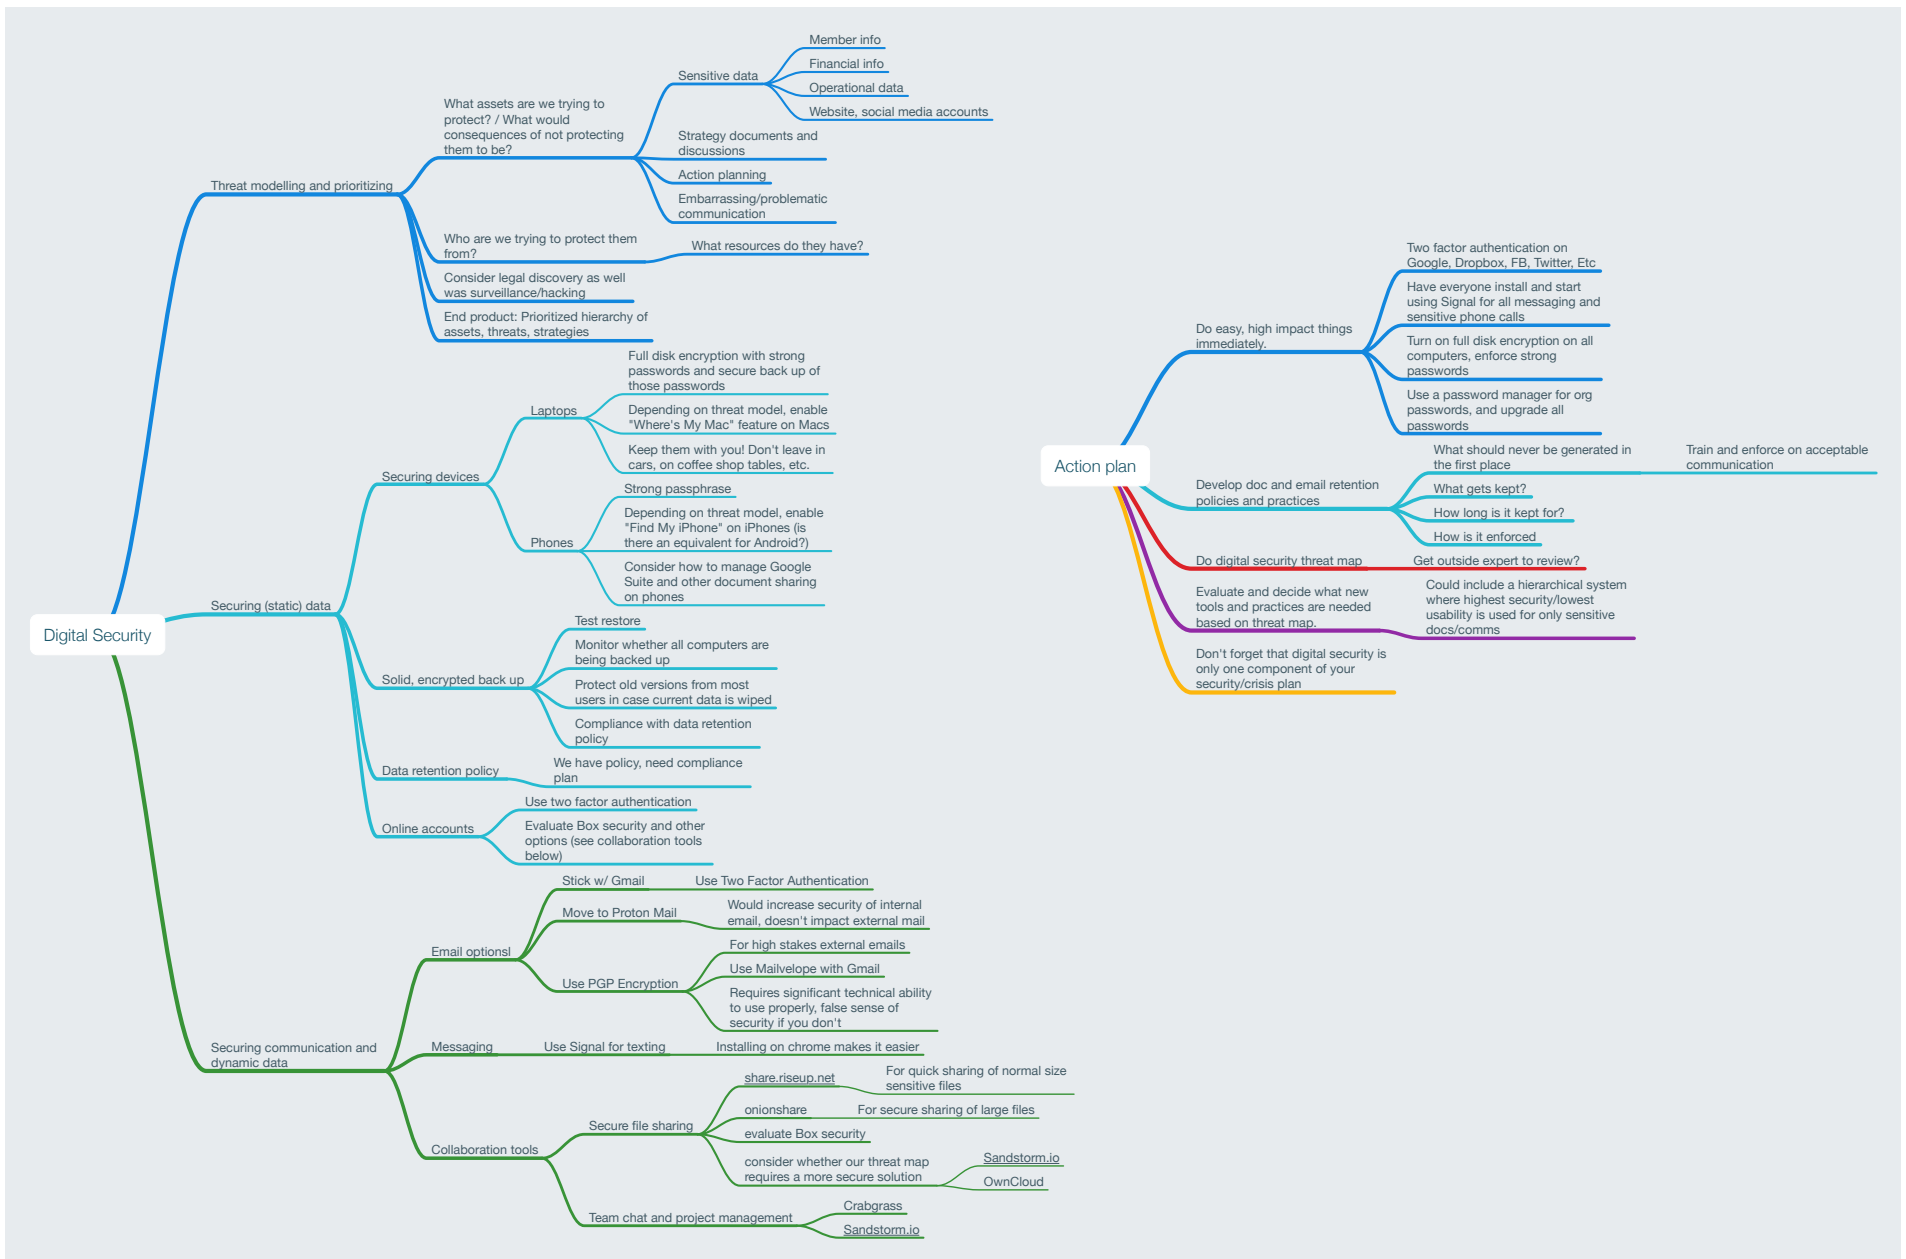 Digital Security
Threat modelling and prioritizing
What assets are we trying to
protect? / What would
consequences of not protecting
them to be?
Sensitive data
Member info
Financial info
Operational data
Website, social media accounts
Strategy documents and
discussions
Action planning
Embarrassing/problematic
communication
Who are we trying to protect them
from?
What resources do they have?
Consider legal discovery as well
was surveillance/hacking
End product: Prioritized hierarchy of
assets, threats, strategies
Securing (static) data
Securing devices
Laptops
Full disk encryption with strong
passwords and secure back up of
those passwords
Depending on threat model, enable
"Where's My Mac" feature on Macs
Keep them with you! Don't leave in
cars, on coffee shop tables, etc.
Phones
Strong passphrase
Depending on threat model, enable
"Find My iPhone" on iPhones (is
there an equivalent for Android?)
Consider how to manage Google
Suite and other document sharing
on phones
Solid, encrypted back up
Test restore
Monitor whether all computers are
being backed up
Protect old versions from most
users in case current data is wiped
Compliance with data retention
policy
Data retention policy
We have policy, need compliance
plan
Online accounts
Use two factor authentication
Evaluate Box security and other
options (see collaboration tools
below)
Securing communication and
dynamic data
Email optionsl
Stick w/ Gmail
Use Two Factor Authentication
Move to Proton Mail
Would increase security of internal
email, doesn't impact external mail
Use PGP Encryption
For high stakes external emails
Use Mailvelope with Gmail
Requires significant technical ability
to use properly, false sense of
security if you don't
Messaging
Use Signal for texting
Installing on chrome makes it easier
Collaboration tools
Secure file sharing
share.riseup.net
For quick sharing of normal size
sensitive files
onionshare
For secure sharing of large files
evaluate Box security
consider whether our threat map
requires a more secure solution
Sandstorm.io
OwnCloud
Team chat and project management
Crabgrass
Sandstorm.io
Action plan
Do easy, high impact things
immediately.
Two factor authentication on
Google, Dropbox, FB, Twitter, Etc
Have everyone install and start
using Signal for all messaging and
sensitive phone calls
Turn on full disk encryption on all
computers, enforce strong
passwords
Use a password manager for org
passwords, and upgrade all
passwords
Develop doc and email retention
policies and practices
What should never be generated in
the first place
Train and enforce on acceptable
communication
What gets kept?
How long is it kept for?
How is it enforced
Do digital security threat map
Get outside expert to review?
Evaluate and decide what new
tools and practices are needed
based on threat map.
Could include a hierarchical system
where highest security/lowest
usability is used for only sensitive
docs/comms
Don't forget that digital security is
only one component of your
security/crisis plan